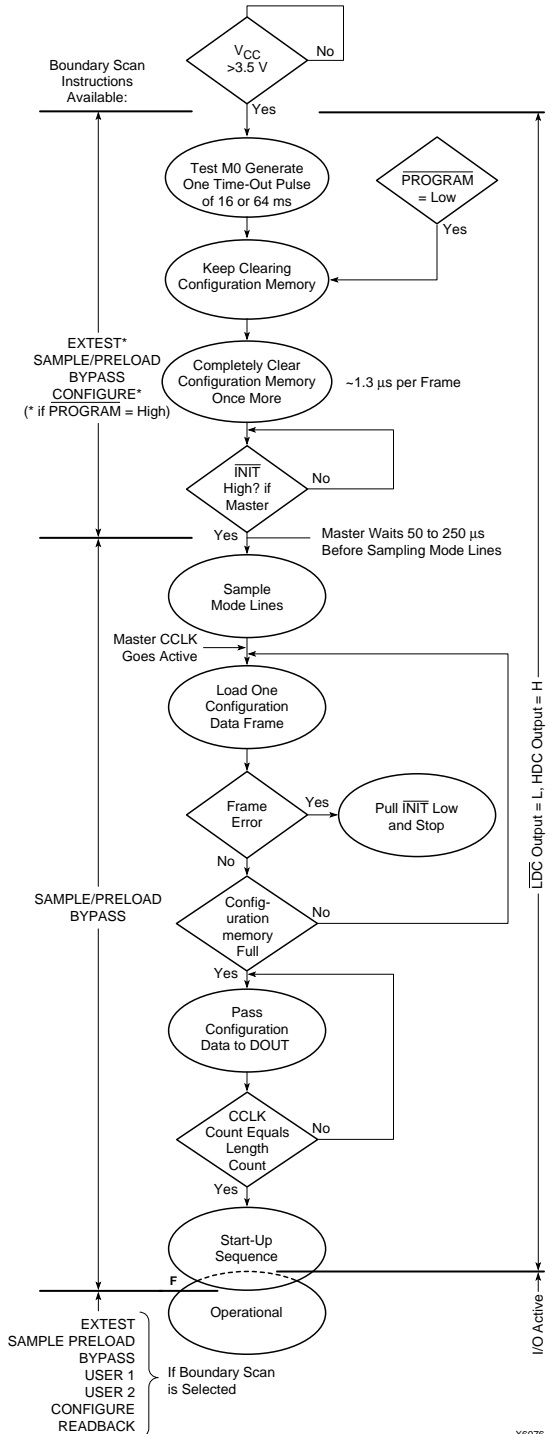 Boundary Scan
Instructions
Available:
VCC
>3.5 V
No
Yes
Test M0 Generate
One Time-Out Pulse
of 16 or 64 ms
PROGRAM
= Low
Yes
Keep Clearing
Configuration Memory
EXTEST*
SAMPLE/PRELOAD
BYPASS
CONFIGURE*
(* if PROGRAM = High)
Completely Clear
Configuration Memory
Once More
~1.3 µs per Frame
INIT
High? if
Master
No
Yes
Master Waits 50 to 250 µs
Before Sampling Mode Lines
Sample
Mode Lines
Master CCLK
Goes Active
Load One
Configuration
Data Frame
LDC Output = L, HDC Output = H
Frame
Error
Yes
Pull INIT Low
and Stop
No
SAMPLE/PRELOAD
BYPASS
Config-
uration
memory
Full
No
Yes
Pass
Configuration
Data to DOUT
CCLK
Count Equals
Length
Count
No
Yes
Start-Up
Sequence
F
Operational
I/O Active
EXTEST
SAMPLE PRELOAD
BYPASS
USER 1
USER 2
CONFIGURE
READBACK
If Boundary Scan
is Selected